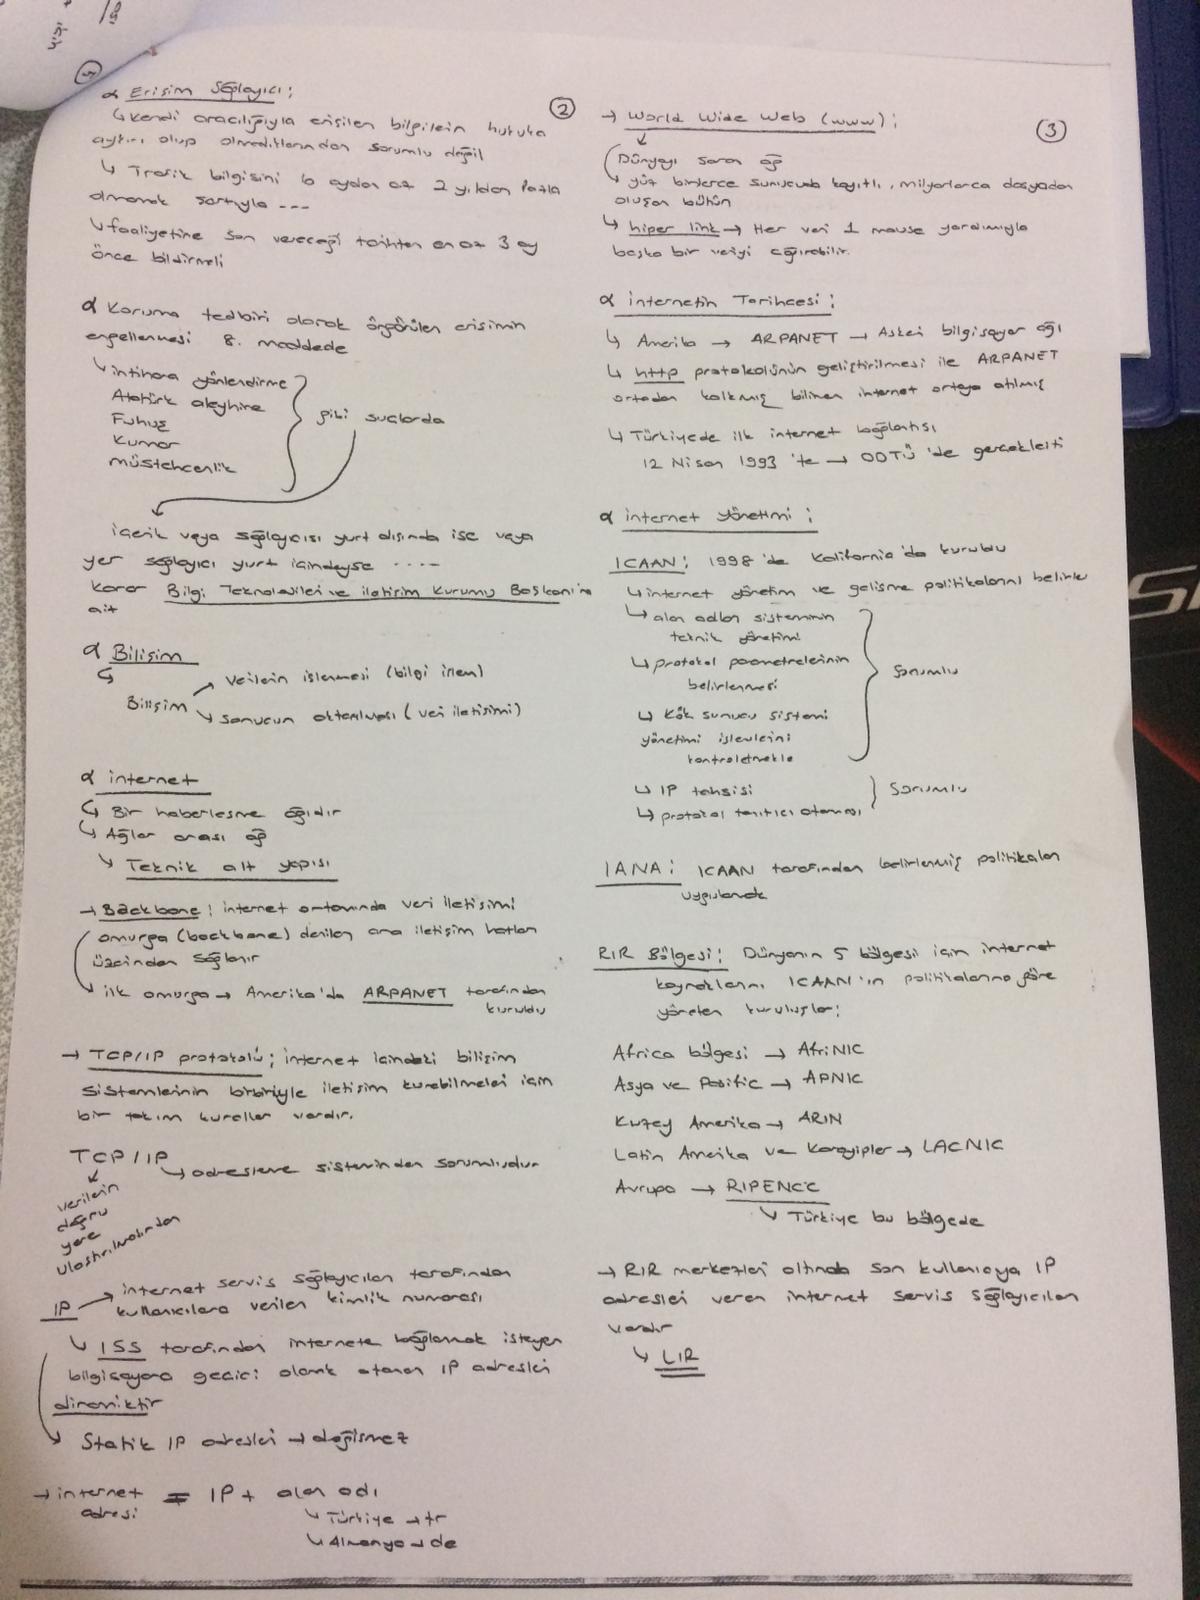 ② 
α Erişim Sağlayıcı :
↳ kendi aracılığıyla erişilen bilgilein hukuka
aykırı olup olmadıklarından sorumlu değil
↳ Trafik bilgisini 6 aydan az 2 yıldan fazla
olmamak şartıyla ---
↳ faaliyetine son vereceği tarihten en az 3 ay
önce bildirmeli
α Koruma tedbiri olarak öngörülen erişimin
engellenmesi 8. maddede
↳ intihara yönlendirme
Atatürk aleyhine
Fuhuş
Kumar
müstehcenlik
gibi suçlarda
içerik veya sağlayıcısı yurt dışında ise veya
yer sağlayıcı yurt içindeyse ....
karar Bilgi Teknolojileri ve iletişim Kurumu Başkanı'na
ait
α Bilişim
Bilişim → verilerin işlenmesi (bilgi işlem)
↳ sonucun aktarılması (veri iletişimi)
α internet
↳ Bir haberleşme ağıdır
↳ Ağlar arası ağ
↳ Teknik alt yapısı
→ Backbone : internet ortamında veri iletişimi
omurga (backbone) denilen ana iletişim hatları
üzerinden sağlanır
↳ ilk omurga → Amerika'da ARPANET tarafından
kuruldu
→ TCP/IP protokolü ; internet içindeki bilişim
sistemlerinin birbiriyle iletişim kurabilmeleri için
bir takım kurallar vardır.
TCP / IP
↳ adresleme sisteminden sorumludur
verilerin
doğru
yere
ulaştırılmasından
IP → internet servis sağlayıcıları tarafından
kullanıcılara verilen kimlik numarası
↳ ISS tarafından internete bağlanmak isteyen
bilgisayara geçici olarak atanan IP adresleri
dinamiktir
↳ Statik IP adresleri → değişmez
→ internet adresi = IP + alan adı
↳ Türkiye → tr
↳ Almanya → de
③
→ World Wide Web (www) ;
Dünyayı saran ağ
↳ yüz binlerce sunucuda kayıtlı, milyonlarca dosyadan
oluşan bütün
↳ hiper link → Her veri 1 mouse yardımıyla
başka bir veriyi çağırabilir.
α internetin Tarihçesi :
↳ Amerika → ARPANET → Askeri bilgisayar ağı
↳ http protokolünün geliştirilmesi ile ARPANET
ortadan kalkmış bilinen internet ortaya atılmış
↳ Türkiyede ilk internet bağlantısı
12 Nisan 1993 'te → ODTÜ 'de gerçekleşti
α internet yönetimi :
ICAAN : 1998 'de Kalifornia'da kuruldu
↳ internet yönetim ve gelişme politikalarını belirler
↳ alan adları sisteminin
teknik yönetimi
↳ protokol parametrelerinin
belirlenmesi
↳ Kök sunucu sistemi
yönetimi işlevlerini
kontroletmekle
Sorumlu
↳ IP tahsisi
↳ protokol tanıtıcı ataması
Sorumlu
IANA : ICAAN tarafından belirlenmiş politikaları
uygulamak
RIR Bölgesi : Dünyanın 5 bölgesi için internet
kaynaklarını ICAAN'ın politikalarına göre
yöneten kuruluşlar;
Africa bölgesi → AfriNIC
Asya ve Pasific → APNIC
Kuzey Amerika → ARIN
Latin Amerika ve Karayipler → LACNIC
Avrupa → RIPENCC
↳ Türkiye bu bölgede
→ RIR merkezleri altında son kullanıcıya IP
adresleri veren internet servis sağlayıcıları
vardır
↳ LIR